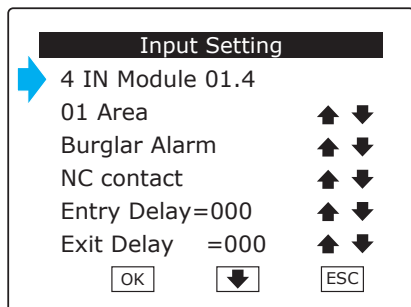 Input Setting
4 IN Module 01.4
01 Area
Burglar Alarm
NC contact
Entry Delay=000
Exit Delay =000
OK ESC